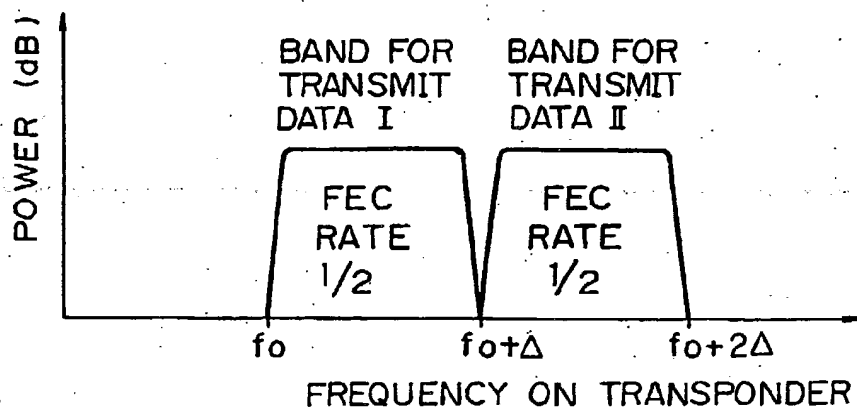 POWER (dB)
BAND FOR
TRANSMIT
DATA I
BAND FOR
TRANSMIT
DATA II
FEC
RATE
1/2
FEC
RATE
1/2
fo
fo+Δ
fo+2Δ
FREQUENCY ON TRANSPONDER